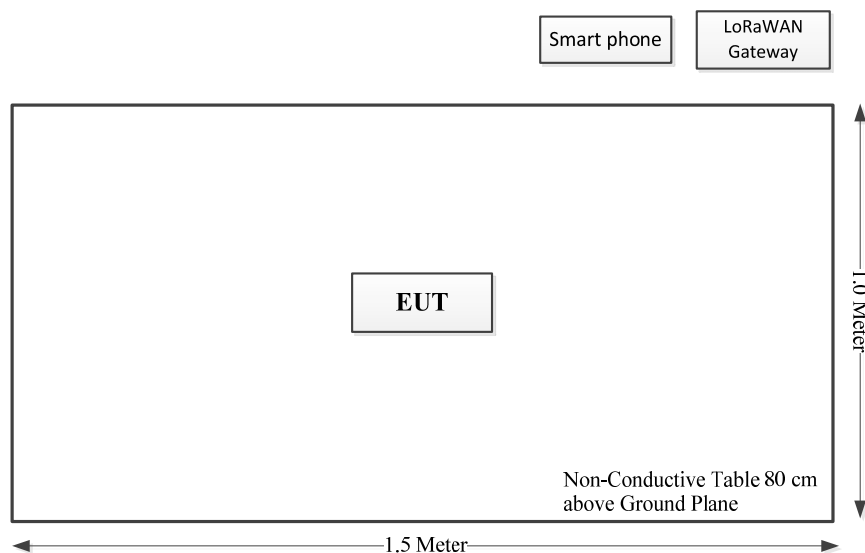 Smart phone
LoRaWAN
Gateway
EUT
1.0 Meter
Non-Conductive Table 80 cm
above Ground Plane
1.5 Meter